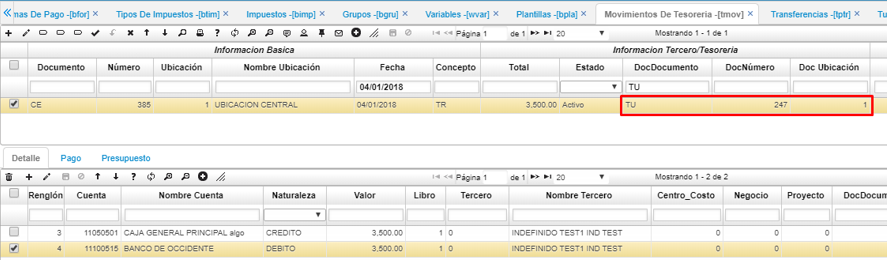 mas De Pago -[bfor] Tipos De Impuestos -[btim] Impuestos -[bimp] Grupos -[bgru] Variables -[wvar] Plantillas -[bpla] Movimientos De Tesoreria -[tmov] Transferencias -[tptr] Tu
Página 1 de 1 20 Mostrando 1 - 1 de 1
Informacion Basica Informacion Tercero/Tesoreria
Documento Número Ubicación Nombre Ubicación Fecha Concepto Total Estado DocDocumento DocNúmero Doc Ubicación
04/01/2018 TU
CE 385 1 UBICACION CENTRAL 04/01/2018 TR 3,500.00 Activo TU 247 1
Detalle Pago Presupuesto
Página 1 de 1 20 Mostrando 1 - 2 de 2
Renglón Cuenta Nombre Cuenta Naturaleza Valor Libro Tercero Nombre Tercero Centro_Costo Negocio Proyecto DocDocum
3 11050501 CAJA GENERAL PRINCIPAL algo CREDITO 3,500.00 1 0 INDEFINIDO TEST1 IND TEST 0 0 0
4 11100515 BANCO DE OCCIDENTE DEBITO 3,500.00 1 0 INDEFINIDO TEST1 IND TEST 0 0 0